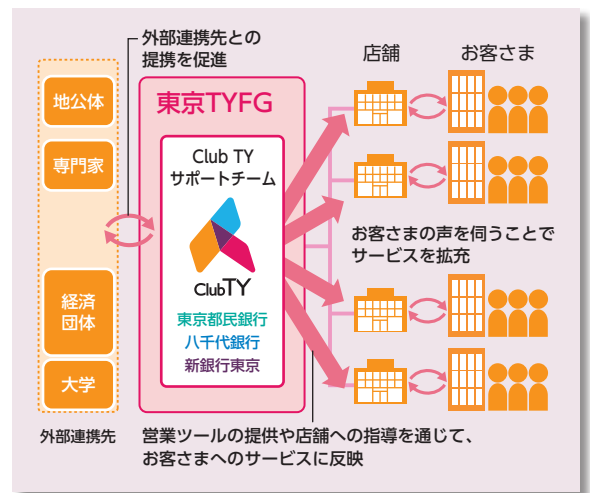 外部連携先との
提携を促進
店舗
お客さま
地公体
専門家
経済
団体
大学
外部連携先
東京TYFG
Club TY
サポートチーム
ClubTY
東京都民銀行
八千代銀行
新銀行東京
お客さまの声を伺うことで
サービスを拡充
営業ツールの提供や店舗への指導を通じて、
お客さまへのサービスに反映